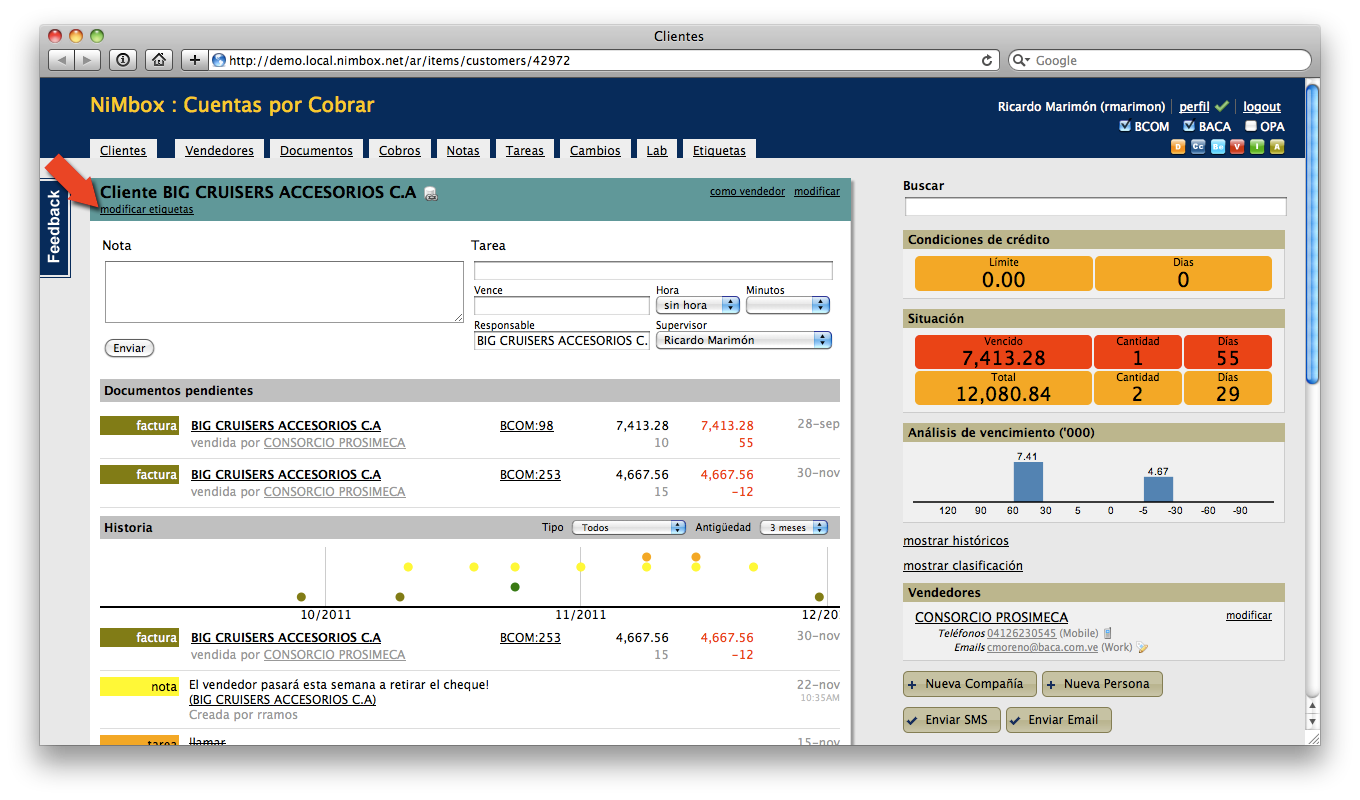 Clientes
http://demo.local.nimbox.net/ar/items/customers/42972
Google
NiMbox : Cuentas por Cobrar
Ricardo Marimón (rmarimon) perfil logout
BCOM BACA OPA
D Cc Be V I A
Clientes Vendedores Documentos Cobros Notas Tareas Cambios Lab Etiquetas
Feedback
Cliente BIG CRUISERS ACCESORIOS C.A como vendedor modificar
modificar etiquetas
Nota Tarea
Vence Hora Minutos
sin hora
Responsable Supervisor
BIG CRUISERS ACCESORIOS C. Ricardo Marimón
Enviar
Documentos pendientes
factura BIG CRUISERS ACCESORIOS C.A BCOM:98 7,413.28 7,413.28 28-sep
vendida por CONSORCIO PROSIMECA 10 55
factura BIG CRUISERS ACCESORIOS C.A BCOM:253 4,667.56 4,667.56 30-nov
vendida por CONSORCIO PROSIMECA 15 -12
Historia Tipo Todos Antigüedad 3 meses
10/2011 11/2011 12/20
factura BIG CRUISERS ACCESORIOS C.A BCOM:253 4,667.56 4,667.56 30-nov
vendida por CONSORCIO PROSIMECA 15 -12
nota El vendedor pasará esta semana a retirar el cheque! 22-nov
(BIG CRUISERS ACCESORIOS C.A) 10:35AM
Creada por rramos
tarea llamar 15-nov
Buscar
Condiciones de crédito
Límite Dias
0.00 0
Situación
Vencido Cantidad Días
7,413.28 1 55
Total Cantidad Días
12,080.84 2 29
Análisis de vencimiento ('000)
7.41 4.67
120 90 60 30 5 0 -5 -30 -60 -90
mostrar históricos
mostrar clasificación
Vendedores
CONSORCIO PROSIMECA modificar
Teléfonos 04126230545 (Mobile)
Emails cmoreno@baca.com.ve (Work)
+ Nueva Compañía + Nueva Persona
Enviar SMS Enviar Email